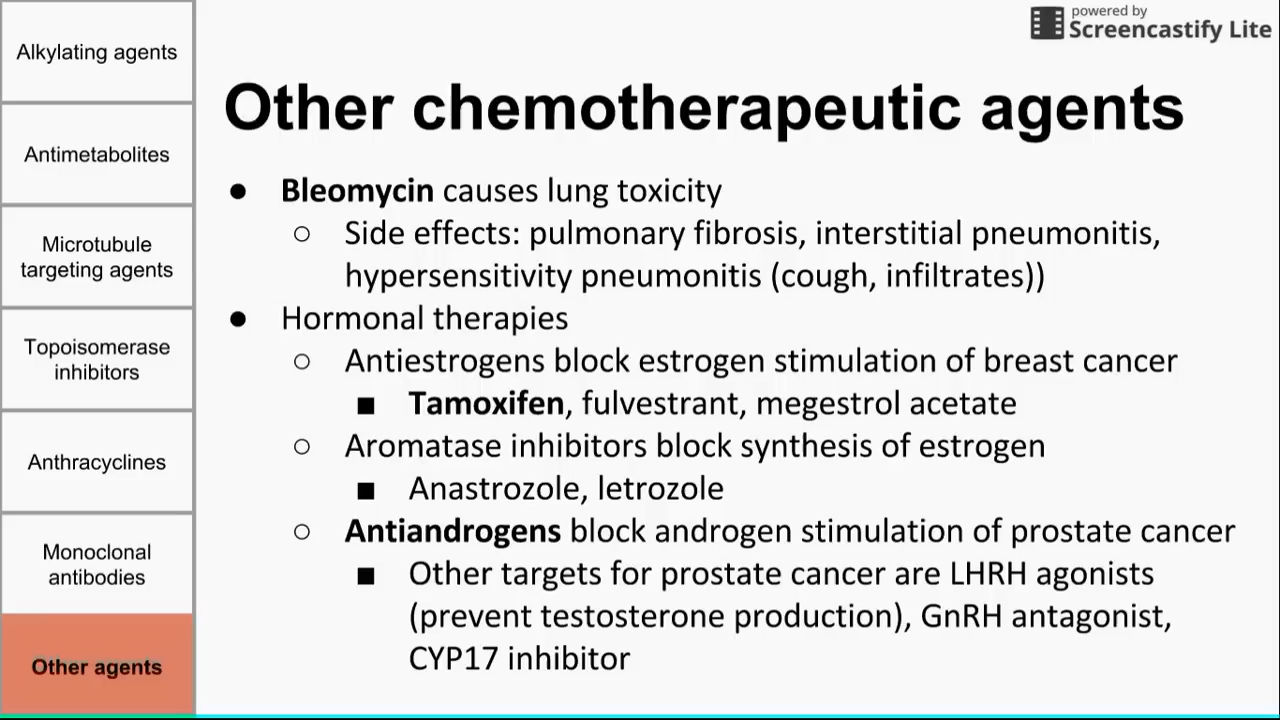 powered by
Screencastify Lite
Alkylating agents
Antimetabolites
Microtubule
targeting agents
Topoisomerase
inhibitors
Anthracyclines
Monoclonal
antibodies
Other agents
Other chemotherapeutic agents
● Bleomycin causes lung toxicity
○ Side effects: pulmonary fibrosis, interstitial pneumonitis,
hypersensitivity pneumonitis (cough, infiltrates))
● Hormonal therapies
○ Antiestrogens block estrogen stimulation of breast cancer
■ Tamoxifen, fulvestrant, megestrol acetate
○ Aromatase inhibitors block synthesis of estrogen
■ Anastrozole, letrozole
○ Antiandrogens block androgen stimulation of prostate cancer
■ Other targets for prostate cancer are LHRH agonists
(prevent testosterone production), GnRH antagonist,
CYP17 inhibitor